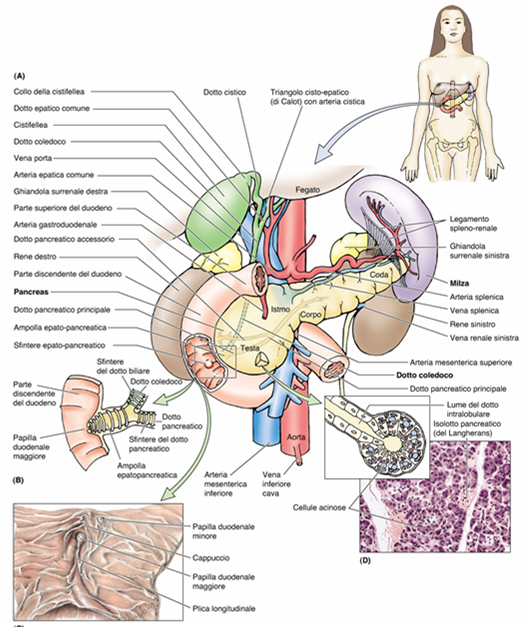 (A)
Collo della cistifellea
Dotto epatico comune
Cistifellea
Dotto coledoco
Vena porta
Arteria epatica comune
Ghiandola surrenale destra
Parte superiore del duodeno
Arteria gastroduodenale
Dotto pancreatico accessorio
Rene destro
Parte discendente del duodeno
Pancreas
Dotto pancreatico principale
Ampolla epato-pancreatica
Sfintere epato-pancreatico
Dotto cistico
Triangolo cisto-epatico
(di Calot) con arteria cistica
Fegato
Istmo
Corpo
Coda
Testa
Aorta
Legamento
spleno-renale
Ghiandola
surrenale sinistra
Milza
Arteria splenica
Vena splenica
Rene sinistro
Vena renale sinistra
Arteria mesenterica superiore
Dotto coledoco
Dotto pancreatico principale
Arteria
mesenterica
inferiore
Vena
inferiore
cava
Sfintere
del dotto biliare
Dotto coledoco
Parte
discendente
del duodeno
Dotto
pancreatico
Papilla
duodenale
maggiore
Sfintere del dotto
pancreatico
Ampolla
epatopancreatica
(B)
Lume del dotto
intralobulare
Isolotto pancreatico
(del Langherans)
Cellule acinose
(D)
Papilla duodenale
minore
Cappuccio
Papilla duodenale
maggiore
Plica longitudinale